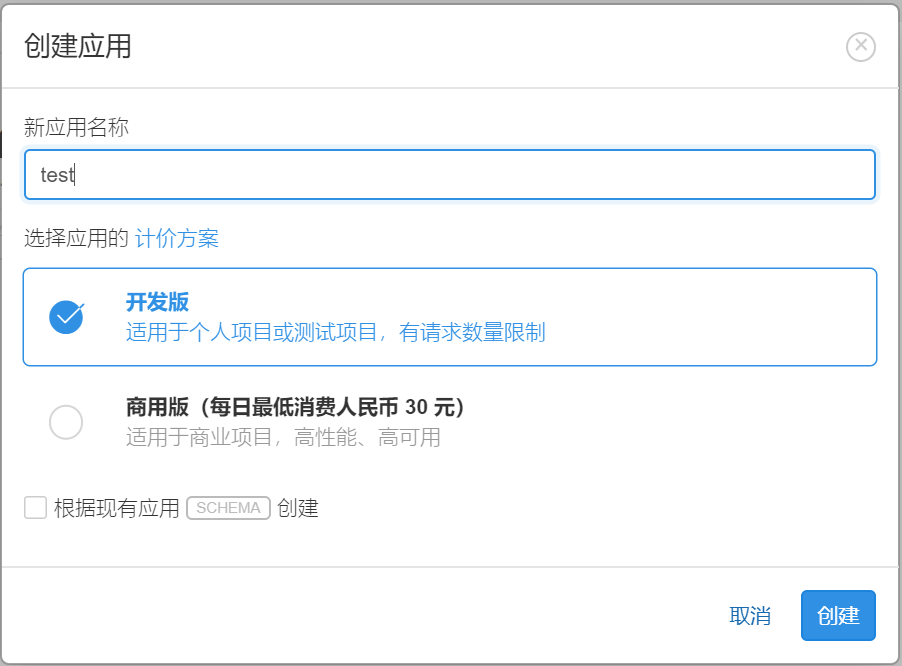 创建应用
新应用名称
test
选择应用的 计价方案
开发版
适用于个人项目或测试项目，有请求数量限制
商用版（每日最低消费人民币 30 元）
适用于商业项目，高性能、高可用
根据现有应用 SCHEMA 创建
取消 创建